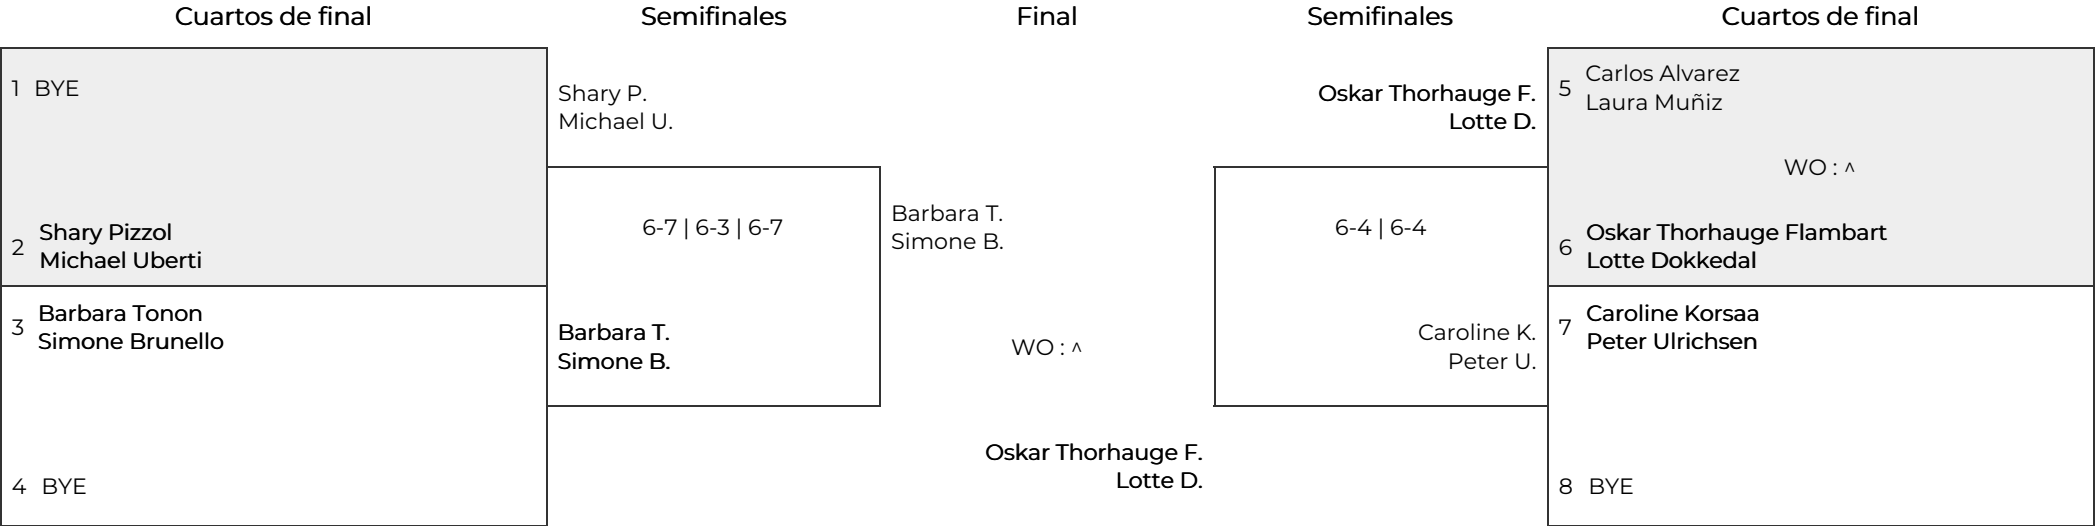 Cuartos de final
Semifinales
Final
Semifinales
Cuartos de final
1 BYE
2 Shary Pizzol
Michael Uberti
3 Barbara Tonon
Simone Brunello
4 BYE
Shary P.
Michael U.
6-7 | 6-3 | 6-7
Barbara T.
Simone B.
Barbara T.
Simone B.
WO : ^
Oskar Thorhauge F.
Lotte D.
Oskar Thorhauge F.
Lotte D.
6-4 | 6-4
Caroline K.
Peter U.
5 Carlos Alvarez
Laura Muñiz
WO : ^
6 Oskar Thorhauge Flambart
Lotte Dokkedal
7 Caroline Korsaa
Peter Ulrichsen
8 BYE